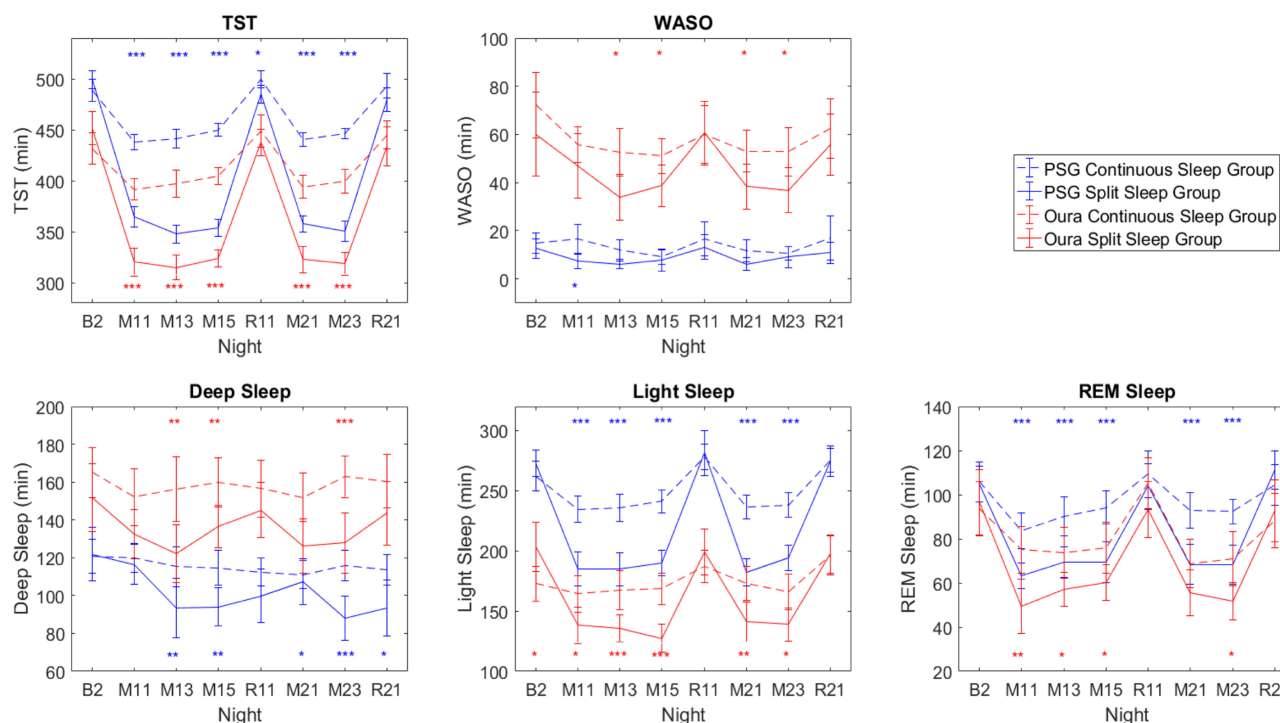 TST
*** *** *** * *** ***
500
450
400
350
300
TST (min)
*** *** *** *** ***
B2 M11 M13 M15 R11 M21 M23 R21
Night
WASO
* * * *
100
80
60
40
20
0
WASO (min)
*
B2 M11 M13 M15 R11 M21 M23 R21
Night
PSG Continuous Sleep Group
PSG Split Sleep Group
Oura Continuous Sleep Group
Oura Split Sleep Group
Deep Sleep
200
** ** ***
180
160
140
120
100
80
60
Deep Sleep (min)
** ** * *** *
B2 M11 M13 M15 R11 M21 M23 R21
Night
Light Sleep
*** *** *** *** ***
300
250
200
150
100
Light Sleep (min)
* * *** *** ** *
B2 M11 M13 M15 R11 M21 M23 R21
Night
REM Sleep
140
*** *** *** *** ***
120
100
80
60
40
20
REM Sleep (min)
** * * *
B2 M11 M13 M15 R11 M21 M23 R2
Night